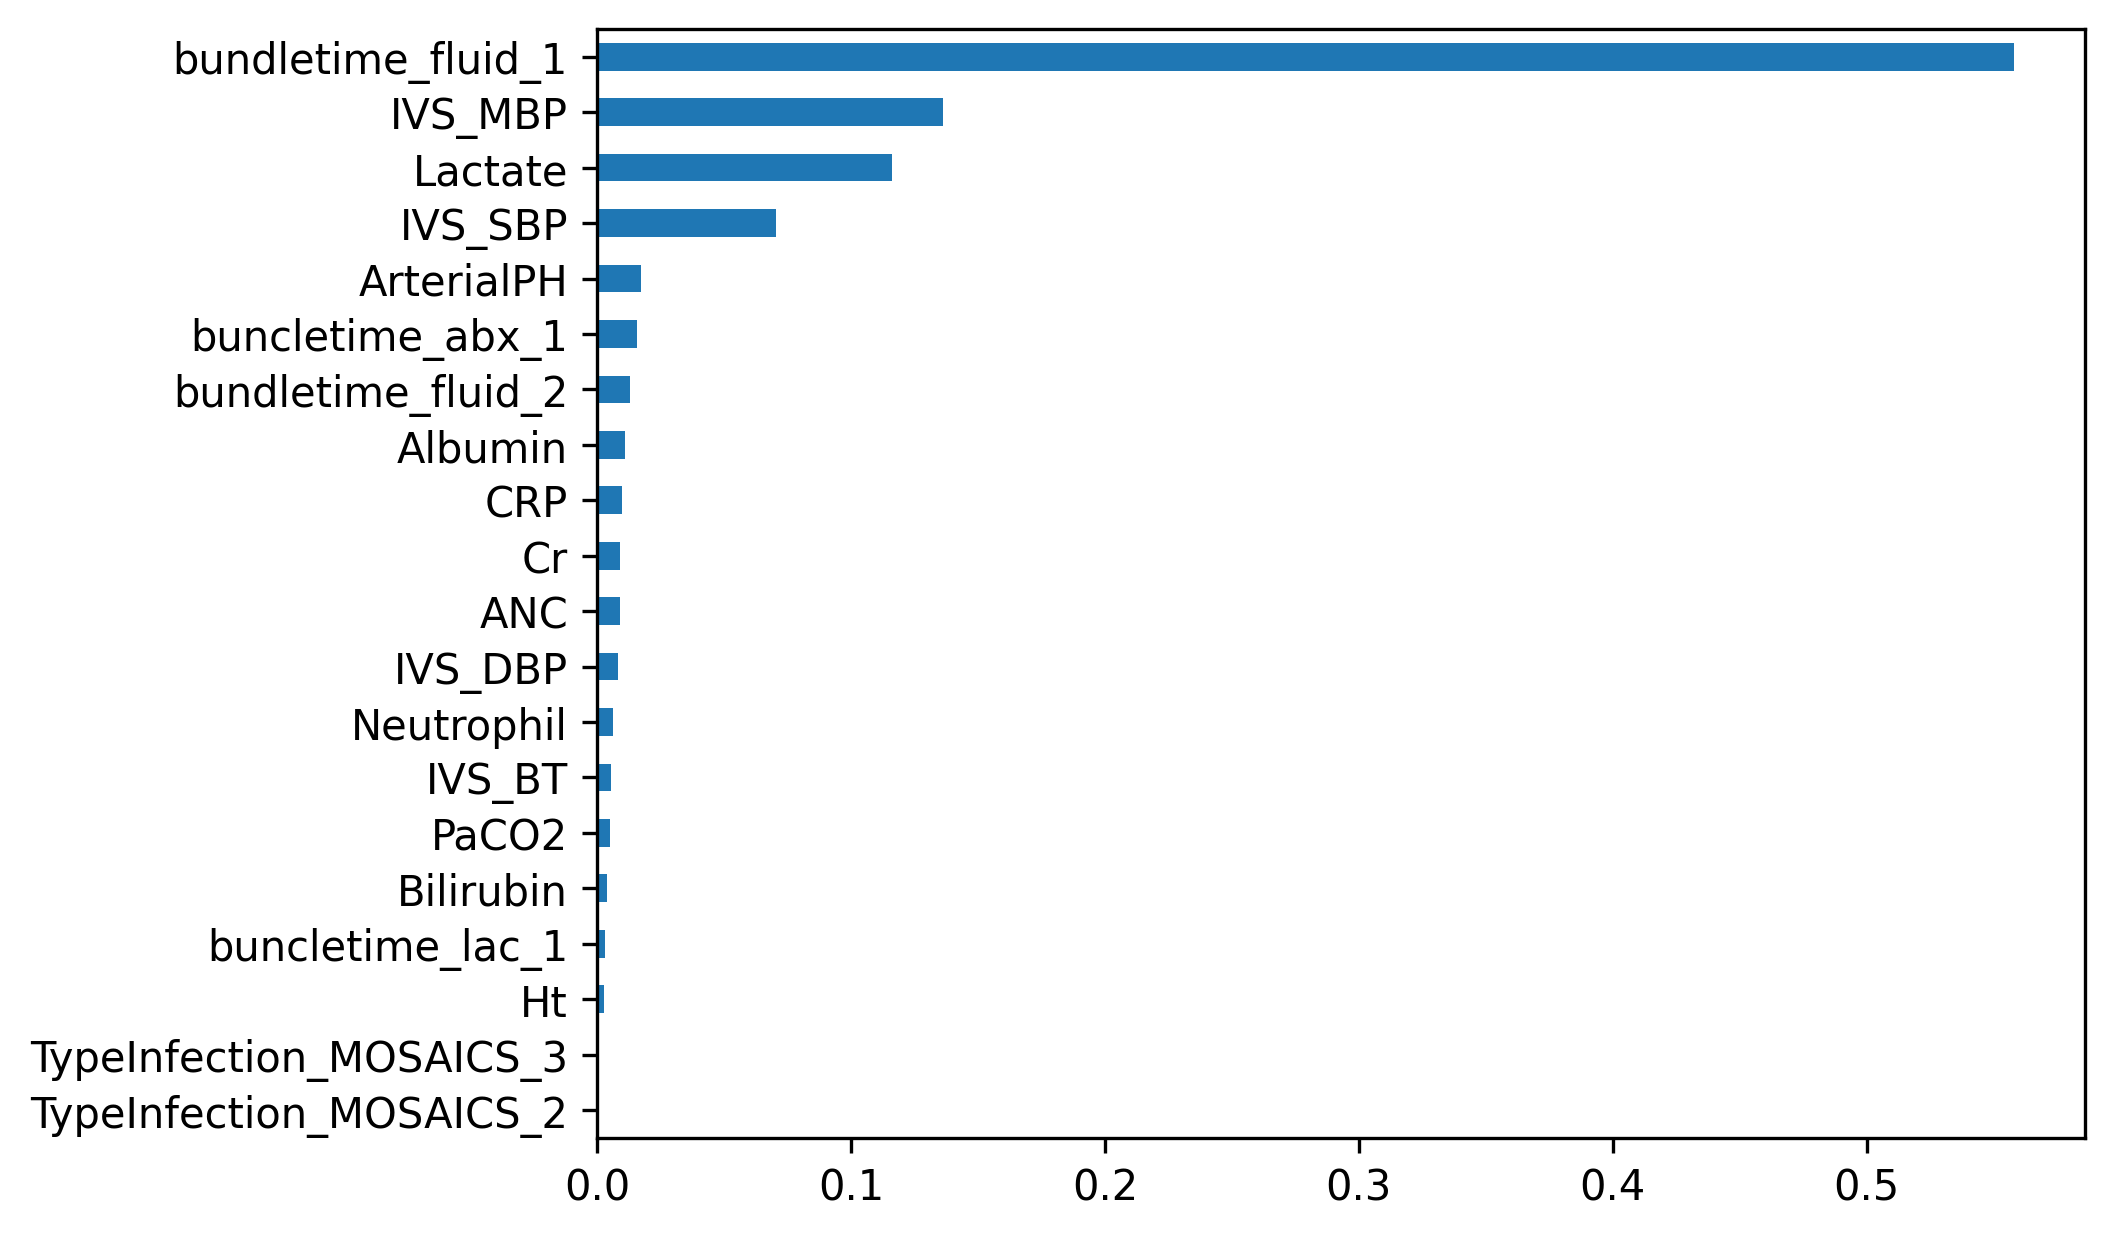 bundletime_fluid_1
IVS_MBP
Lactate
IVS_SBP
ArterialPH
buncletime_abx_1
bundletime_fluid_2
Albumin
CRP
Cr
ANC
IVS_DBP
Neutrophil
IVS_BT
PaCO2
Bilirubin
buncletime_lac_1
Ht
TypeInfection_MOSAICS_3
TypeInfection_MOSAICS_2
0.0 0.1 0.2 0.3 0.4 0.5